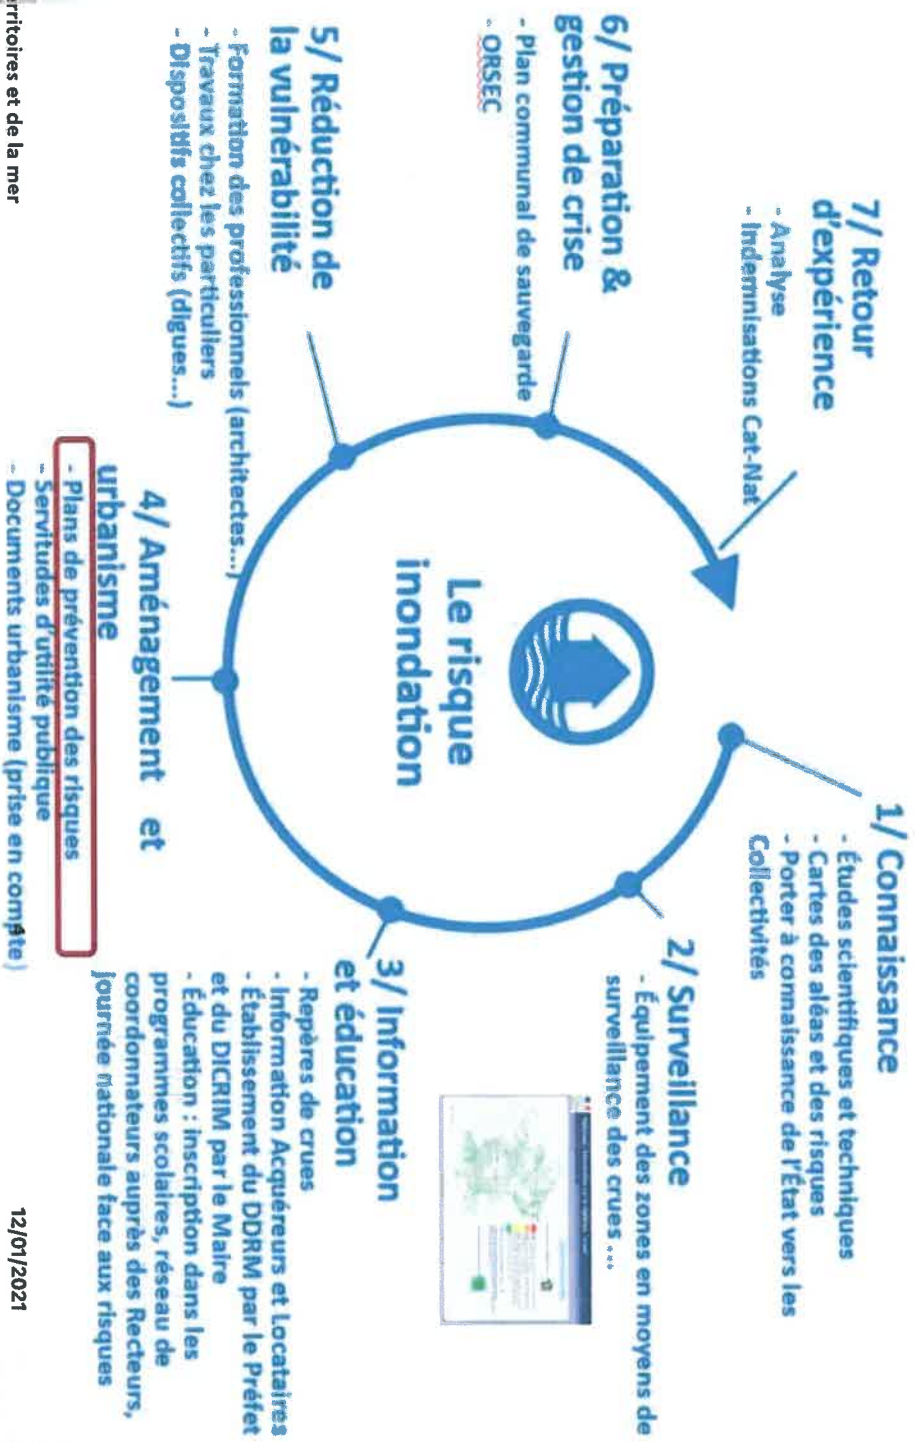 7/ Retour
d'expérience
- Analyse
- Indemnisations Cat-Nat
6/ Préparation &
gestion de crise
- Plan communal de sauvegarde
- ORSEC
5/ Réduction de
la vulnérabilité
- Formation des professionnels (architectes...)
- Travaux chez les particuliers
- Dispositifs collectifs (digues...)
Le risque
inondation
1/ Connaissance
- Études scientifiques et techniques
- Cartes des aléas et des risques
- Porter à connaissance de l'État vers les
Collectivités
2/ Surveillance
- Équipement des zones en moyens de
surveillance des crues ...
3/ Information
et éducation
- Repères de crues
- Information Acquéreurs et Locataires
- Établissement du DDRM par le Préfet
et du DICRIM par le Maire
- Éducation : inscription dans les
programmes scolaires, réseau de
coordonnateurs auprès des Recteurs,
journée nationale face aux risques
4/ Aménagement et
urbanisme
- Plans de prévention des risques
- Servitudes d'utilité publique
- Documents urbanisme (prise en compte)
rritoires et de la mer
4
12/01/2021